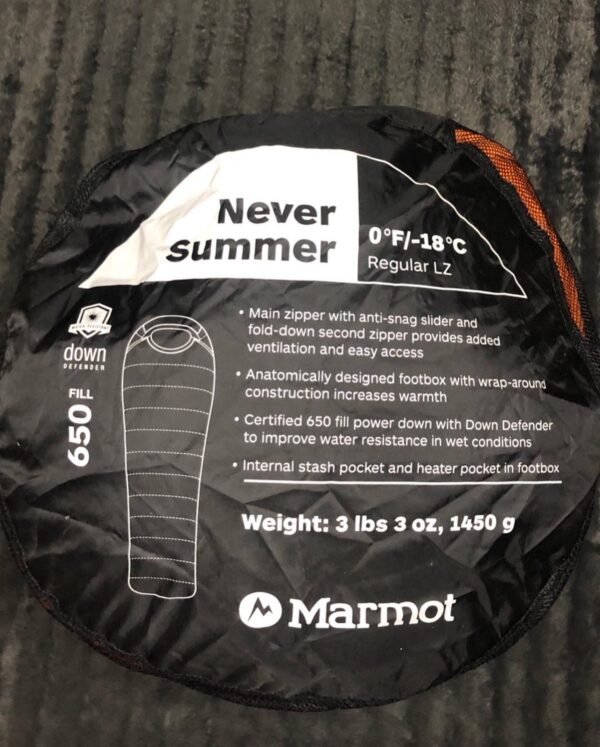 Never
summer
0°F/-18°C
Regular LZ
down
DEFENDER
650 FILL
• Main zipper with anti-snag slider and
fold-down second zipper provides added
ventilation and easy access
• Anatomically designed footbox with wrap-around
construction increases warmth
• Certified 650 fill power down with Down Defender
to improve water resistance in wet conditions
• Internal stash pocket and heater pocket in footbox
Weight: 3 lbs 3 oz, 1450 g
Marmot